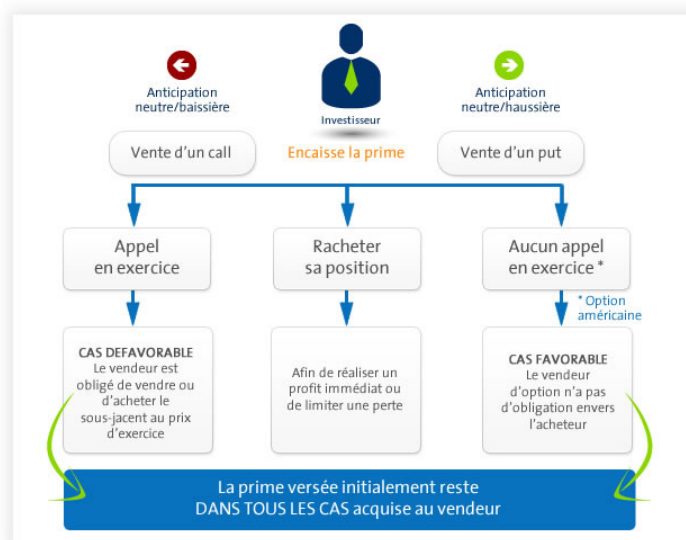 Anticipation
neutre/baissière
Investisseur
Anticipation
neutre/haussière
Vente d'un call
Encaisse la prime
Vente d'un put
Appel
en exercice
Racheter
sa position
Aucun appel
en exercice *
* Option
américaine
CAS DEFAVORABLE
Le vendeur est
obligé de vendre ou
d'acheter le
sous-jacent au prix
d'exercice
Afin de réaliser un
profit immédiat ou
de limiter une perte
CAS FAVORABLE
Le vendeur
d'option n'a pas
d'obligation envers
l'acheteur
La prime versée initialement reste
DANS TOUS LES CAS acquise au vendeur